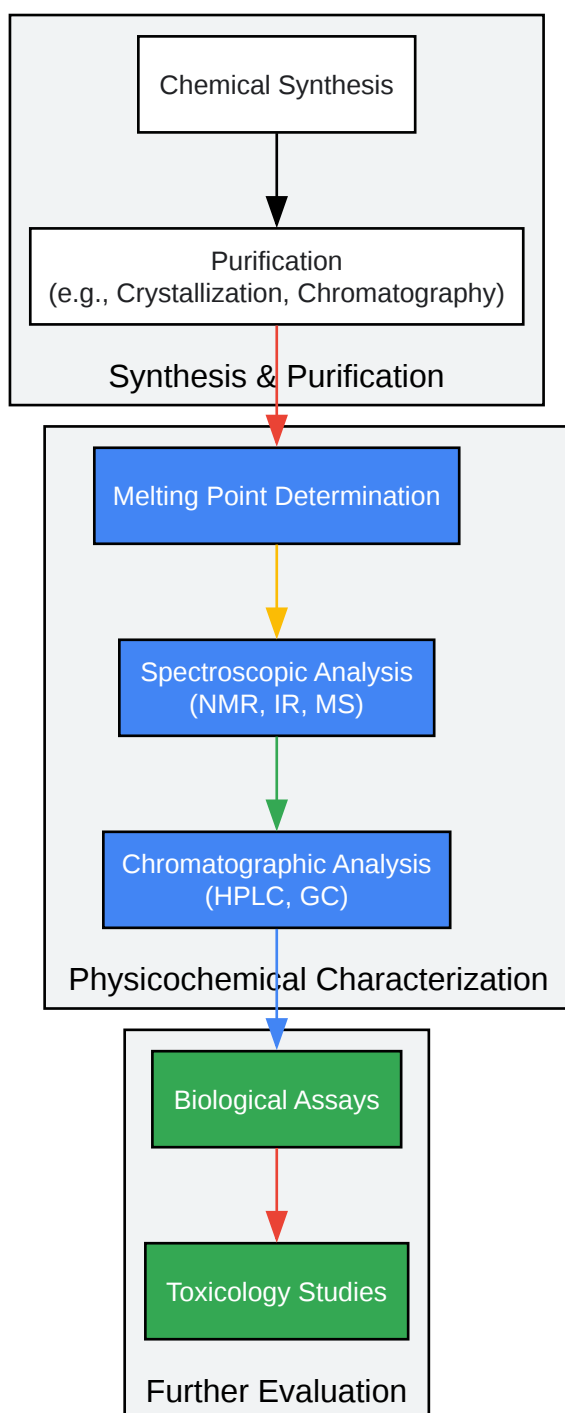 Chemical Synthesis
Purification
(e.g., Crystallization, Chromatography)
Synthesis & Purification
Melting Point Determination
Spectroscopic Analysis
(NMR, IR, MS)
Chromatographic Analysis
(HPLC, GC)
Physicochemical Characterization
Biological Assays
Toxicology Studies
Further Evaluation